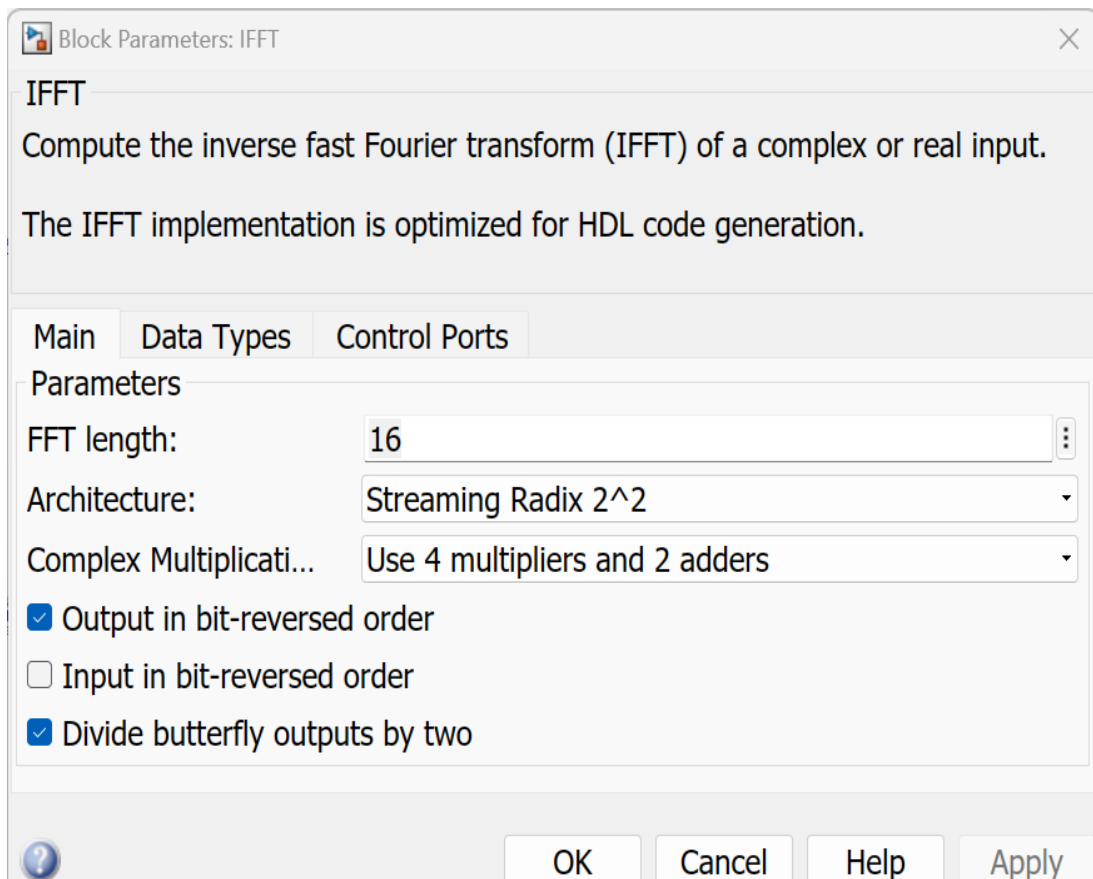 Block Parameters: IFFT
IFFT
Compute the inverse fast Fourier transform (IFFT) of a complex or real input.
The IFFT implementation is optimized for HDL code generation.
Main Data Types Control Ports
Parameters
FFT length: 16
Architecture: Streaming Radix 2^2
Complex Multiplicati... Use 4 multipliers and 2 adders
Output in bit-reversed order
Input in bit-reversed order
Divide butterfly outputs by two
? OK Cancel Help Apply